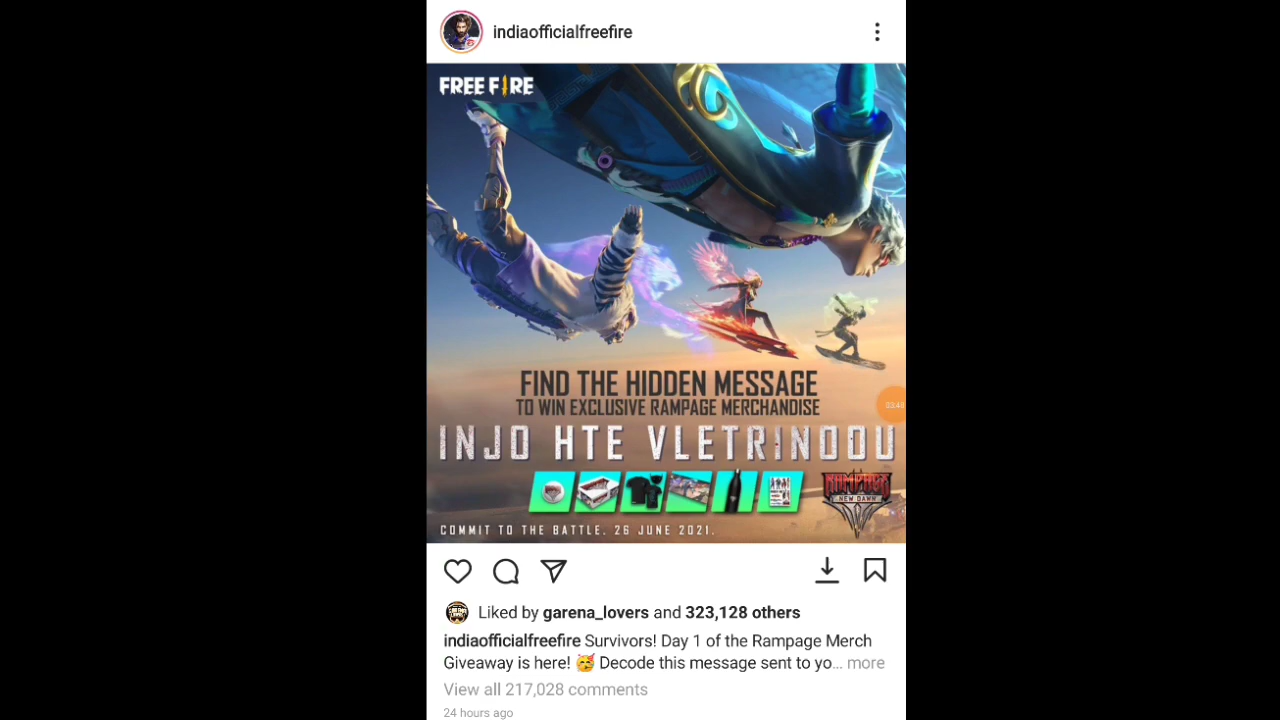 indiaofficialfreefire
FREE FIRE
FIND THE HIDDEN MESSAGE
TO WIN EXCLUSIVE RAMPAGE MERCHANDISE
03:48
INJO HTE VLETRINOOU
RAMPAGE
NEW DAWN
COMMIT TO THE BATTLE. 26 JUNE 2021.
Liked by garena_lovers and 323,128 others
indiaofficialfreefire Survivors! Day 1 of the Rampage Merch
Giveaway is here! 🥳 Decode this message sent to yo... more
View all 217,028 comments
24 hours ago